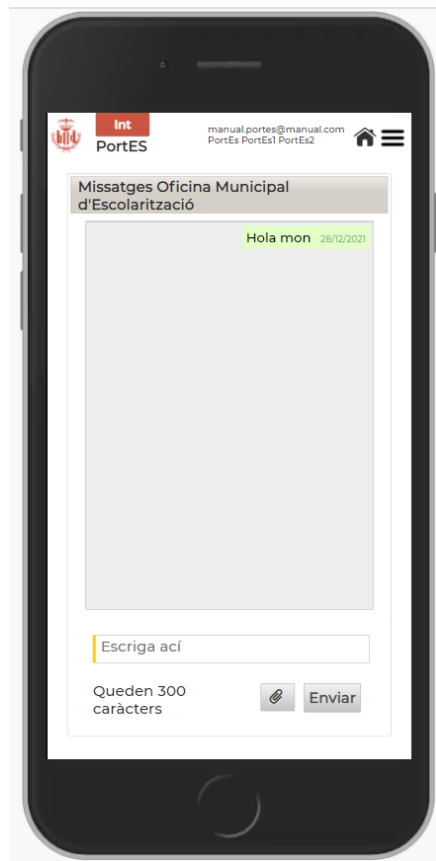 Int
PortES
manual.portes@manual.com
PortEs PortEs1 PortEs2
Missatges Oficina Municipal
d'Escolarització
Hola mon 28/12/2021
Escriga ací
Queden 300
caràcters
Enviar